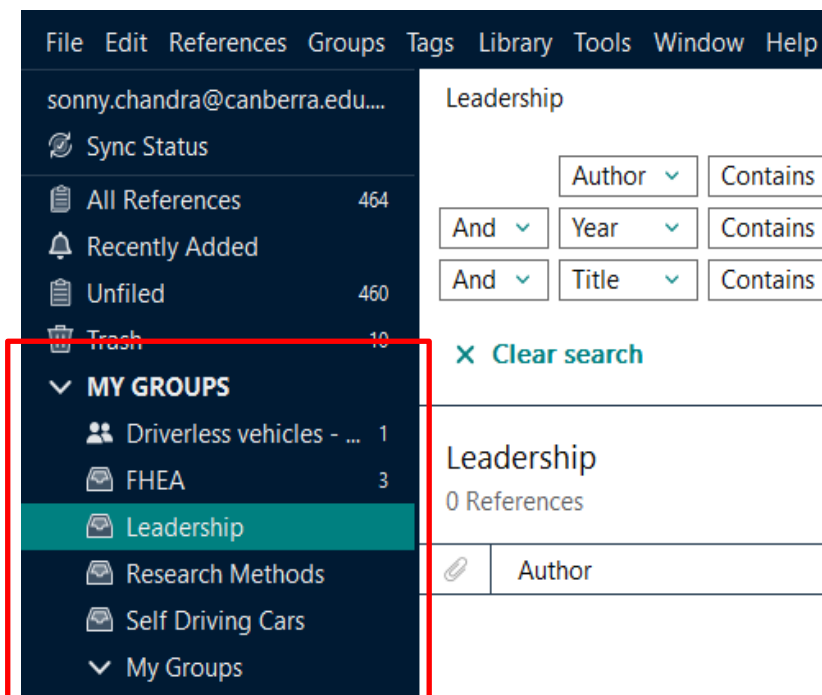 File Edit References Groups Tags Library Tools Window Help
sonny.chandra@canberra.edu....
Sync Status
All References 464
Recently Added
Unfiled 460
Trash 10
MY GROUPS
Driverless vehicles - ... 1
FHEA 3
Leadership
Research Methods
Self Driving Cars
My Groups
Leadership
Author Contains
And Year Contains
And Title Contains
Clear search
Leadership
0 References
Author